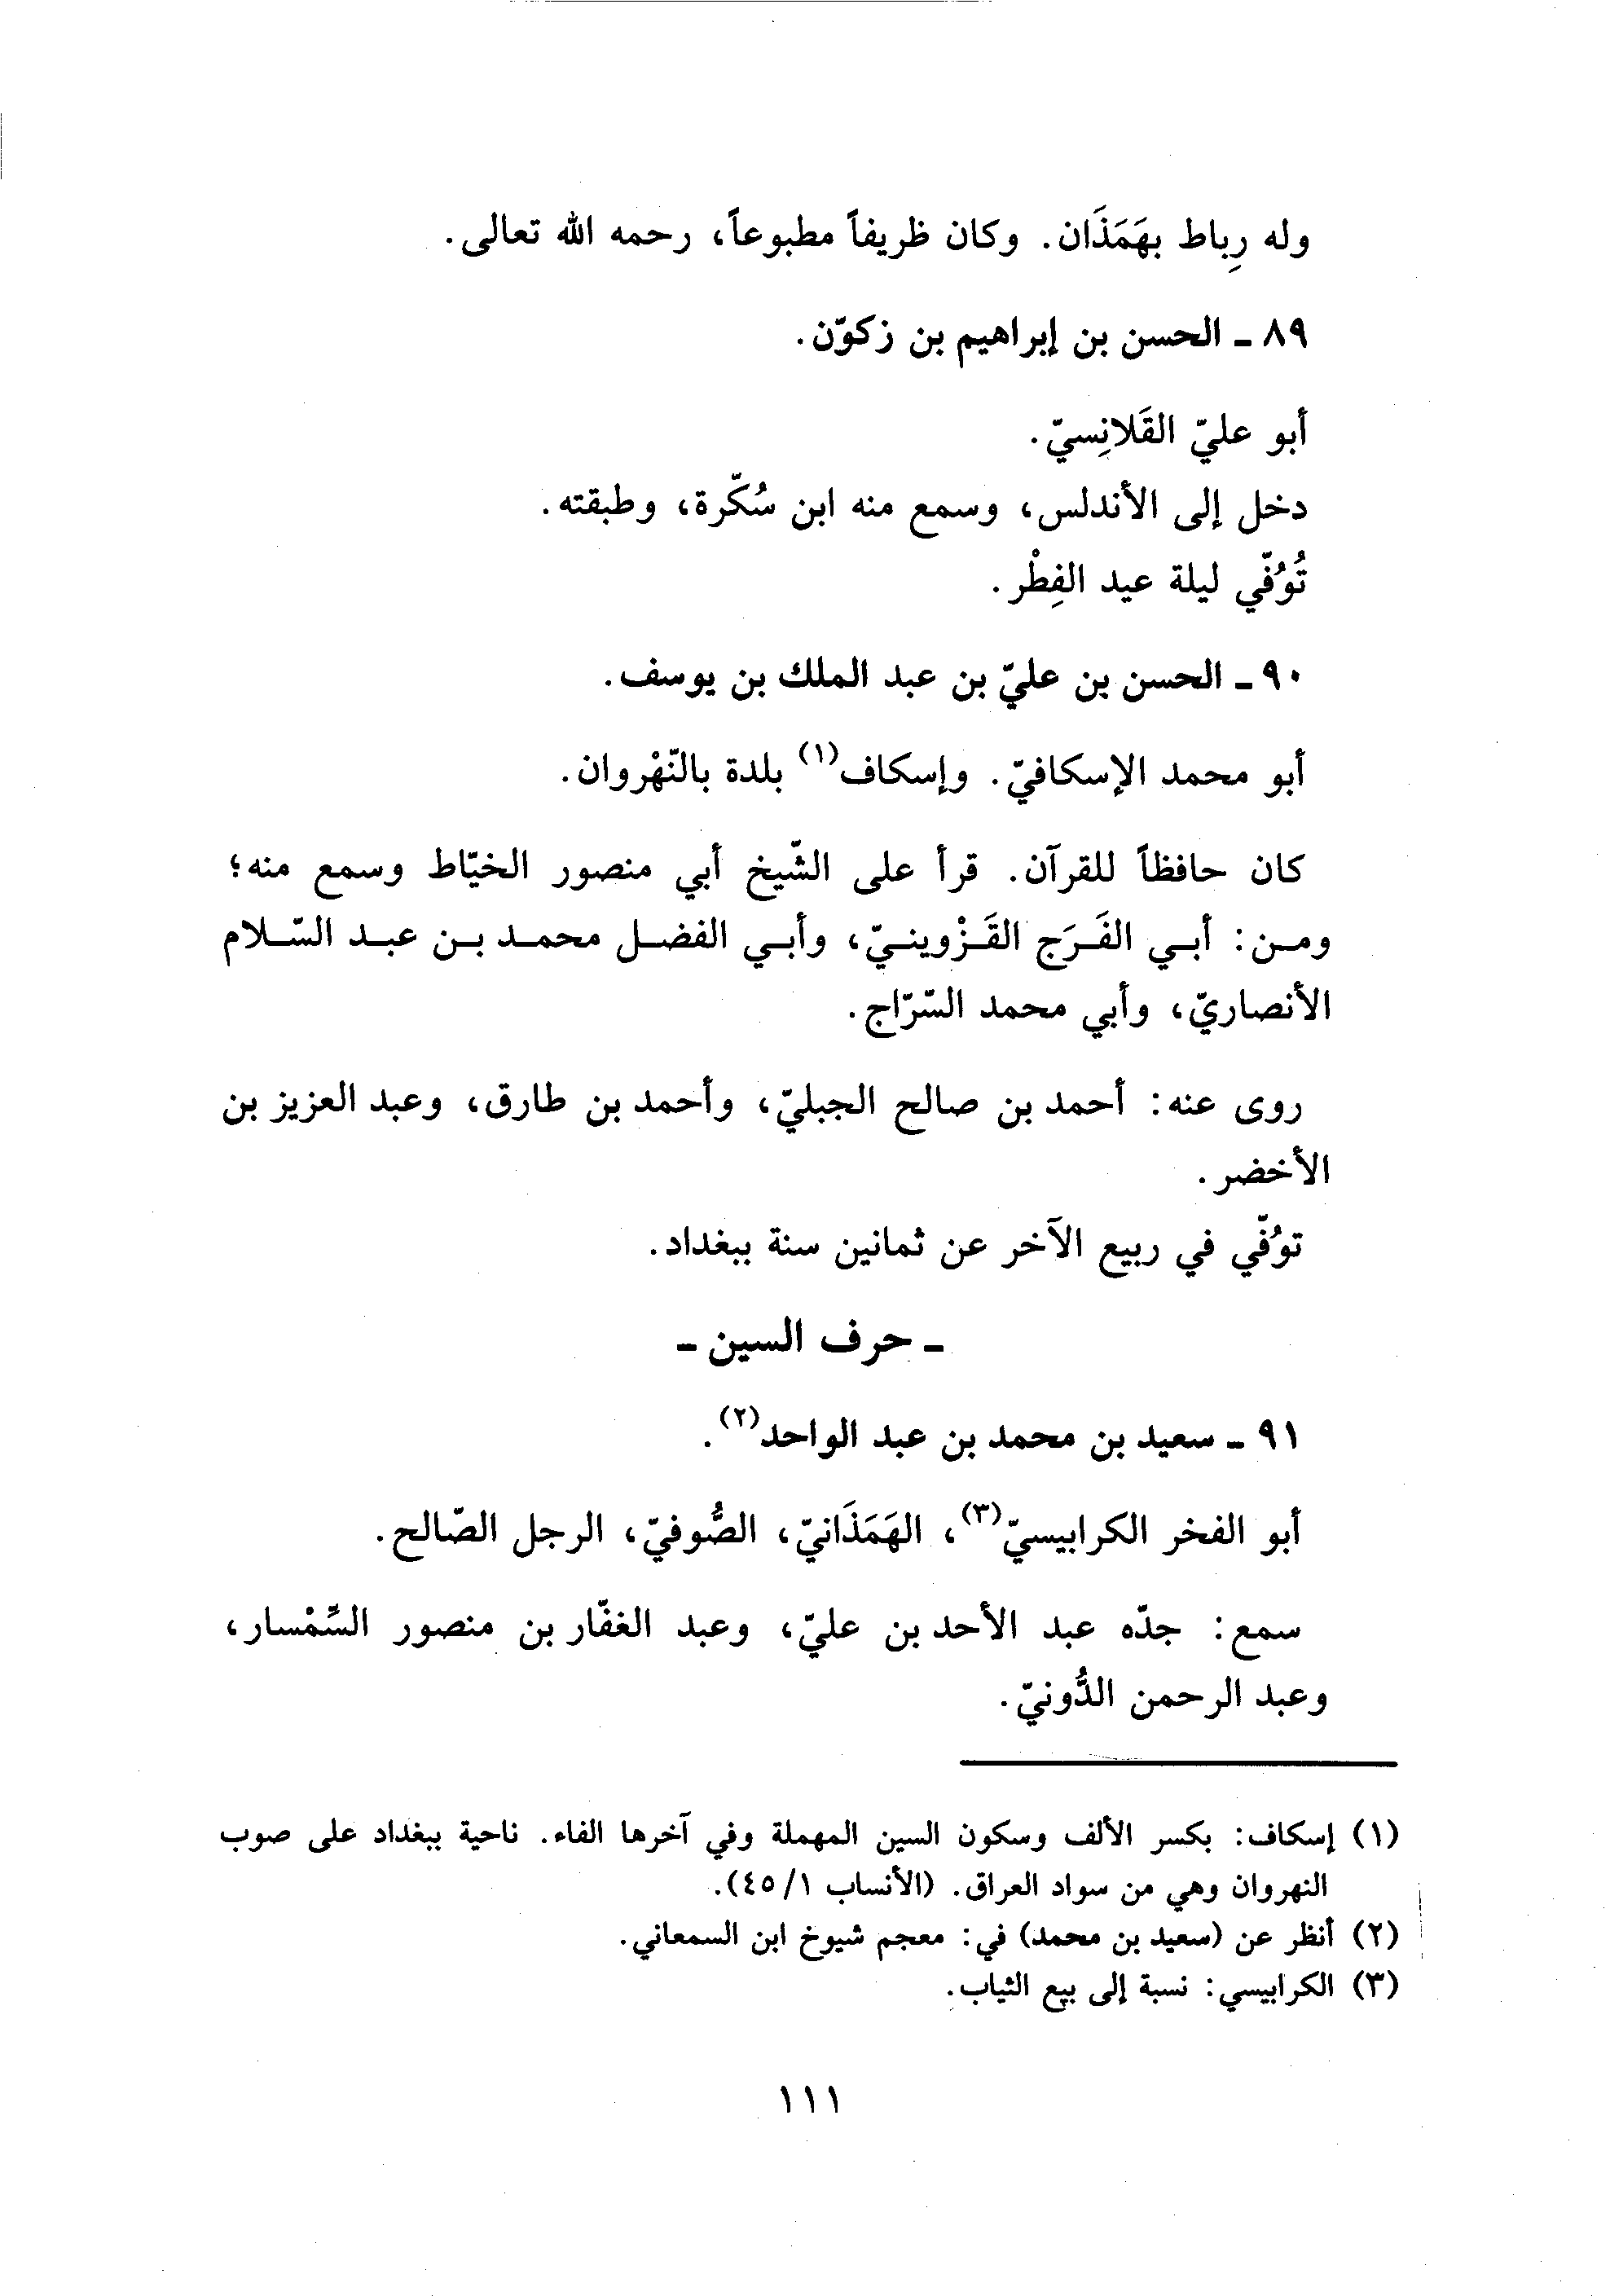 وله رِباط بهَمَذَان. وكان ظريفاً مطبوعاً، رحمه الله تعالى.
٨٩ ـ الحسن بن إبراهيم بن زكوّن.
أبو عليّ القَلانِسيّ.
دخل إلى الأندلس، وسمع منه ابن سُكّرة، وطبقته.
تُوُفّي ليلة عيد الفِطْر.
٩٠ ـ الحسن بن عليّ بن عبد الملك بن يوسف.
أبو محمد الإسكافيّ. وإسكاف(١) بلدة بالنّهْروان.
كان حافظاً للقرآن. قرأ على الشّيخ أبي منصور الخيّاط وسمع منه؛
ومن: أبي الفَرَج القَزْوينيّ، وأبي الفضل محمد بن عبد السّلام
الأنصاريّ، وأبي محمد السّرّاج.
روى عنه: أحمد بن صالح الجبليّ، وأحمد بن طارق، وعبد العزيز بن
الأخضر.
توُفّي في ربيع الآخر عن ثمانين سنة ببغداد.
ـ حرف السين ـ
٩١ ـ سعيد بن محمد بن عبد الواحد(٢).
أبو الفخر الكرابيسيّ(٣)، الهَمَذَانيّ، الصُّوفيّ، الرجل الصّالح.
سمع: جدّه عبد الأحد بن عليّ، وعبد الغفّار بن منصور السِّمْسار،
وعبد الرحمن الدُّونيّ.
(١) إسكاف: بكسر الألف وسكون السين المهملة وفي آخرها الفاء. ناحية ببغداد على صوب
النهروان وهي من سواد العراق. (الأنساب ١/ ٤٥).
(٢) أنظر عن (سعيد بن محمد) في: معجم شيوخ ابن السمعاني.
(٣) الكرابيسي: نسبة إلى بيع الثياب.
١١١